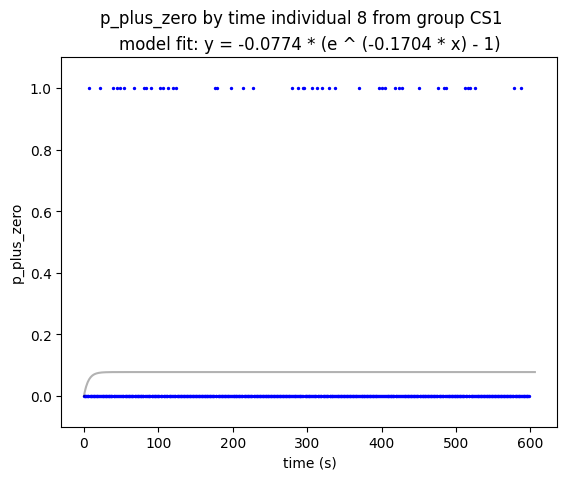 p_plus_zero by time individual 8 from group CS1
model fit: y = -0.0774 * (e ^ (-0.1704 * x) - 1)
1.0
0.8
0.6
0.4
0.2
0.0
p_plus_zero
0 100 200 300 400 500 600
time (s)